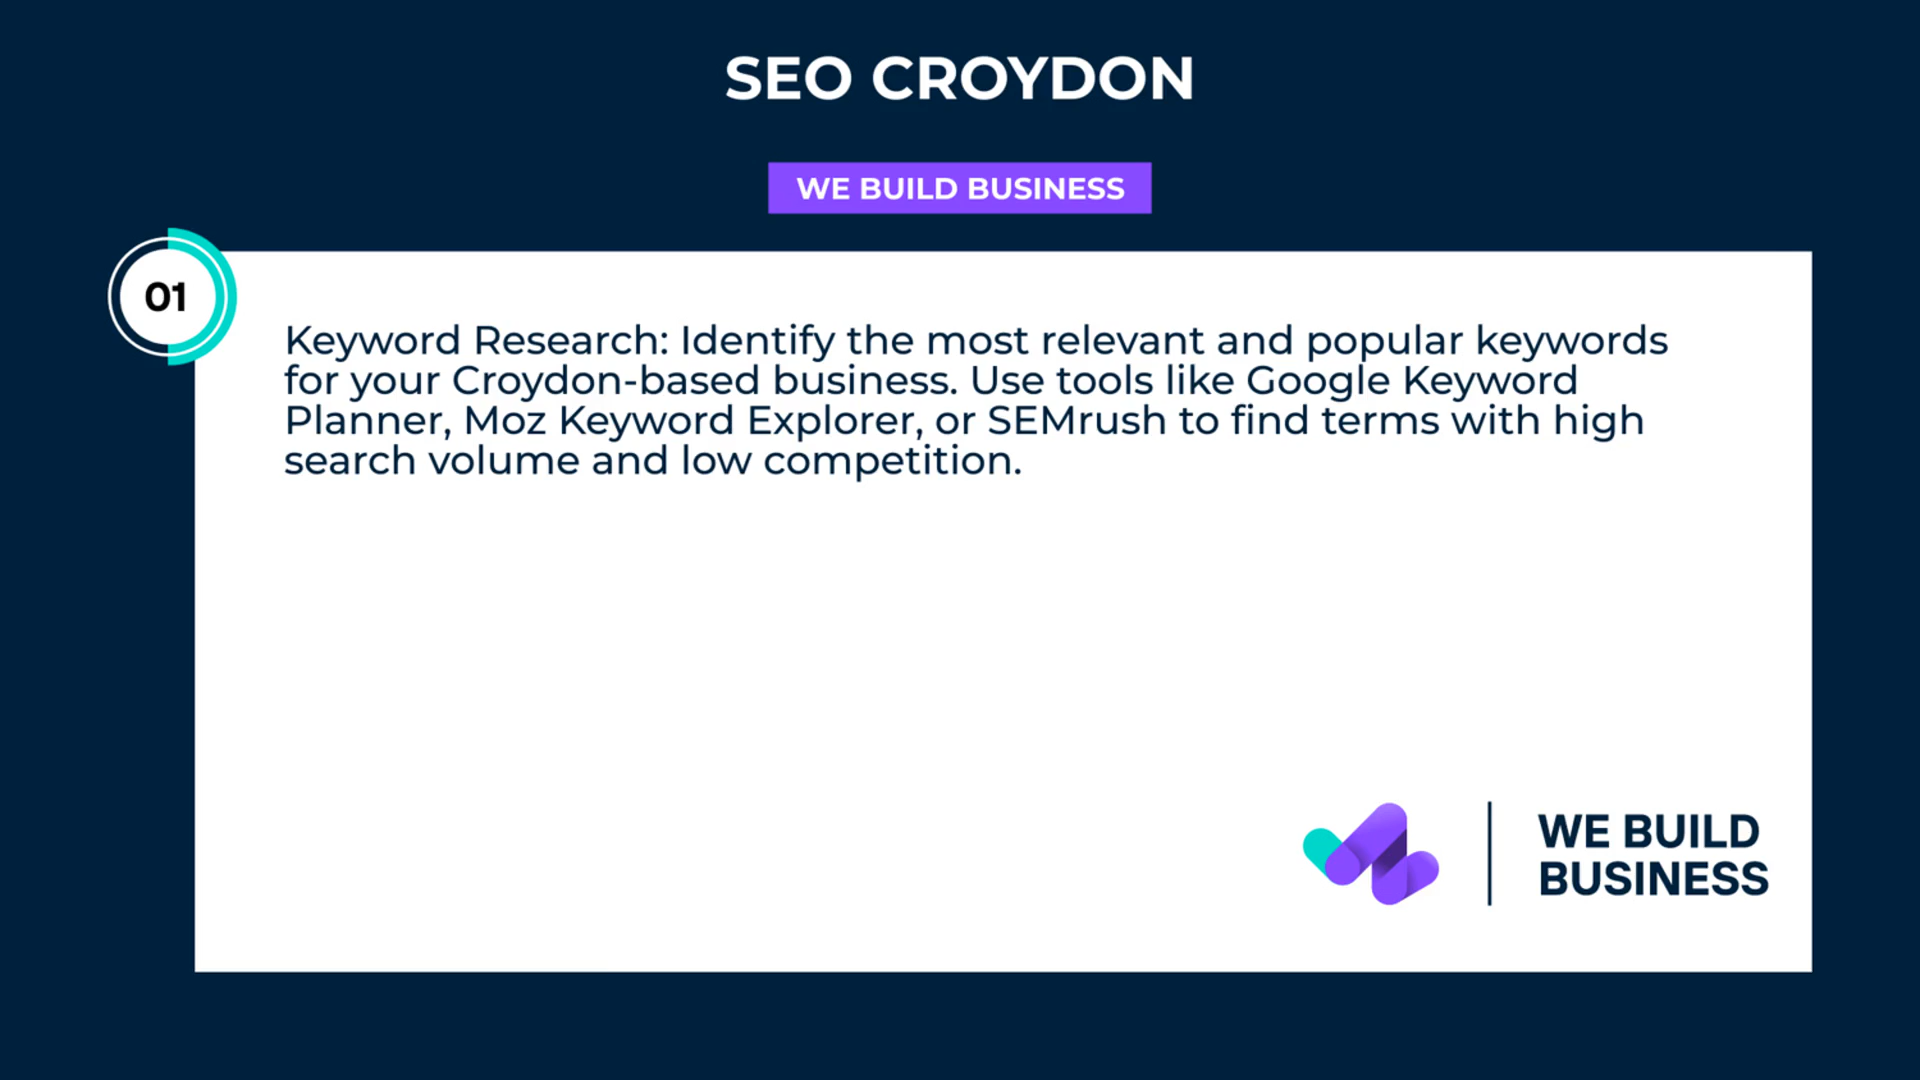 SEO CROYDON
WE BUILD BUSINESS
01
Keyword Research: Identify the most relevant and popular keywords
for your Croydon-based business. Use tools like Google Keyword
Planner, Moz Keyword Explorer, or SEMrush to find terms with high
search volume and low competition.
WE BUILD
BUSINESS